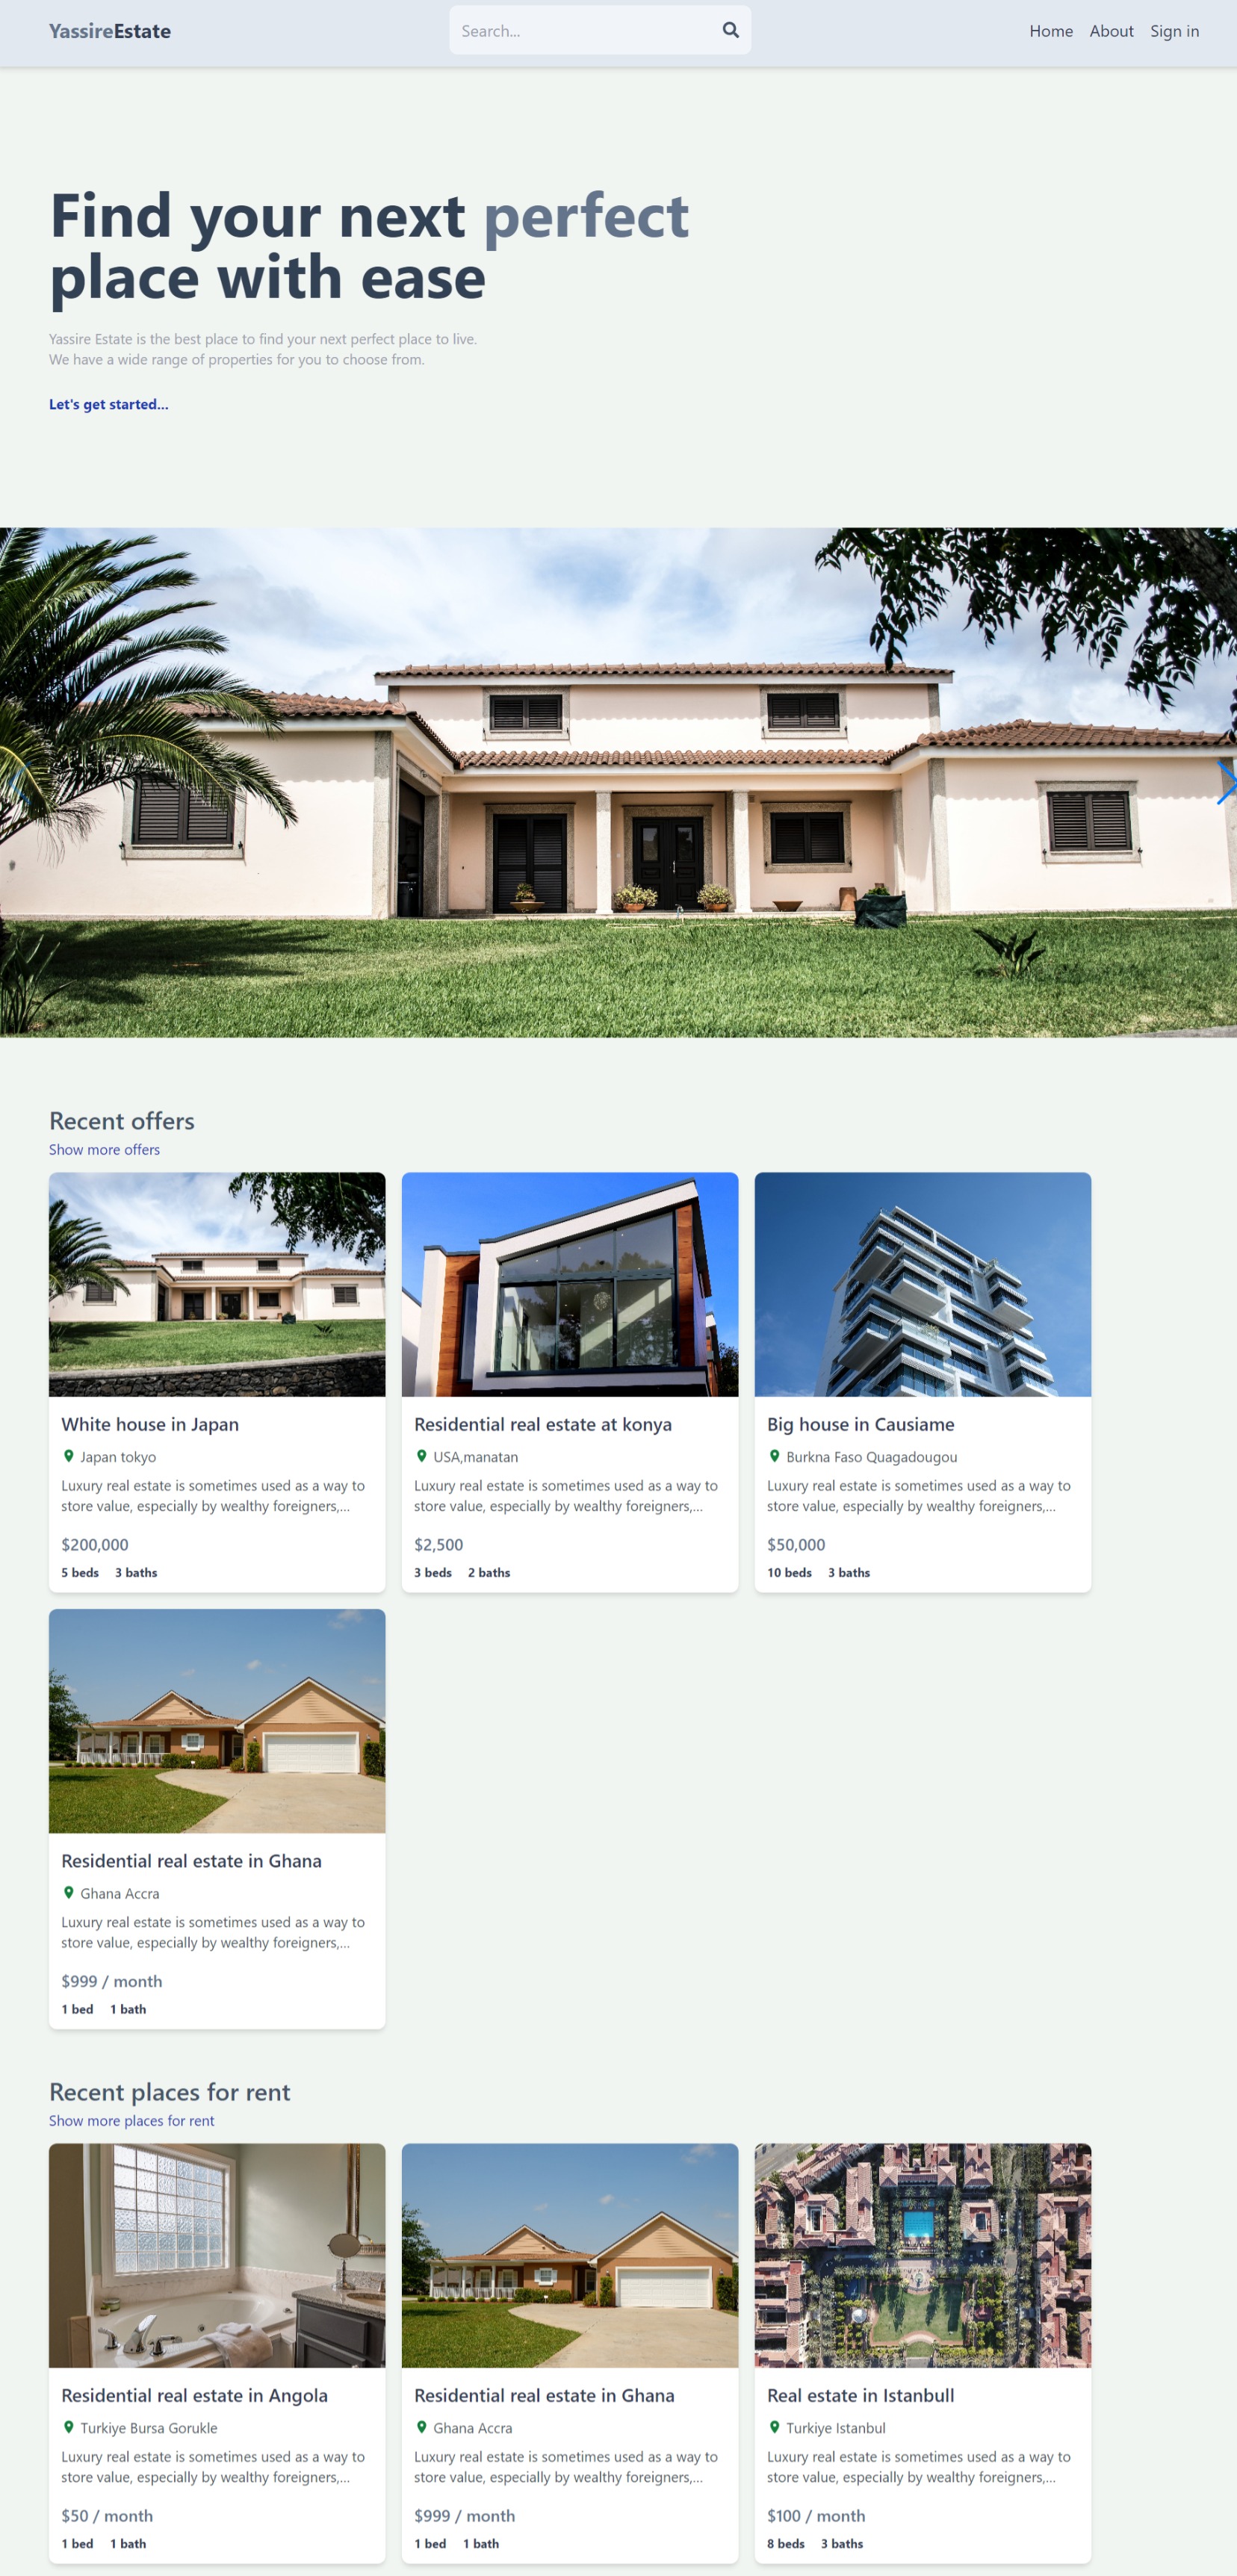 YassireEstate
Search...
Home About Sign in
Find your next perfect
place with ease
Yassire Estate is the best place to find your next perfect place to live.
We have a wide range of properties for you to choose from.
Let's get started...
Recent offers
Show more offers
White house in Japan
Japan tokyo
Luxury real estate is sometimes used as a way to
store value, especially by wealthy foreigners,...
$200,000
5 beds 3 baths
Residential real estate at konya
USA,manatan
Luxury real estate is sometimes used as a way to
store value, especially by wealthy foreigners,...
$2,500
3 beds 2 baths
Big house in Causiame
Burkna Faso Quagadougou
Luxury real estate is sometimes used as a way to
store value, especially by wealthy foreigners,...
$50,000
10 beds 3 baths
Residential real estate in Ghana
Ghana Accra
Luxury real estate is sometimes used as a way to
store value, especially by wealthy foreigners,...
$999 / month
1 bed 1 bath
Recent places for rent
Show more places for rent
Residential real estate in Angola
Turkiye Bursa Gorukle
Luxury real estate is sometimes used as a way to
store value, especially by wealthy foreigners,...
$50 / month
1 bed 1 bath
Residential real estate in Ghana
Ghana Accra
Luxury real estate is sometimes used as a way to
store value, especially by wealthy foreigners,...
$999 / month
1 bed 1 bath
Real estate in Istanbull
Turkiye Istanbul
Luxury real estate is sometimes used as a way to
store value, especially by wealthy foreigners,...
$100 / month
8 beds 3 baths